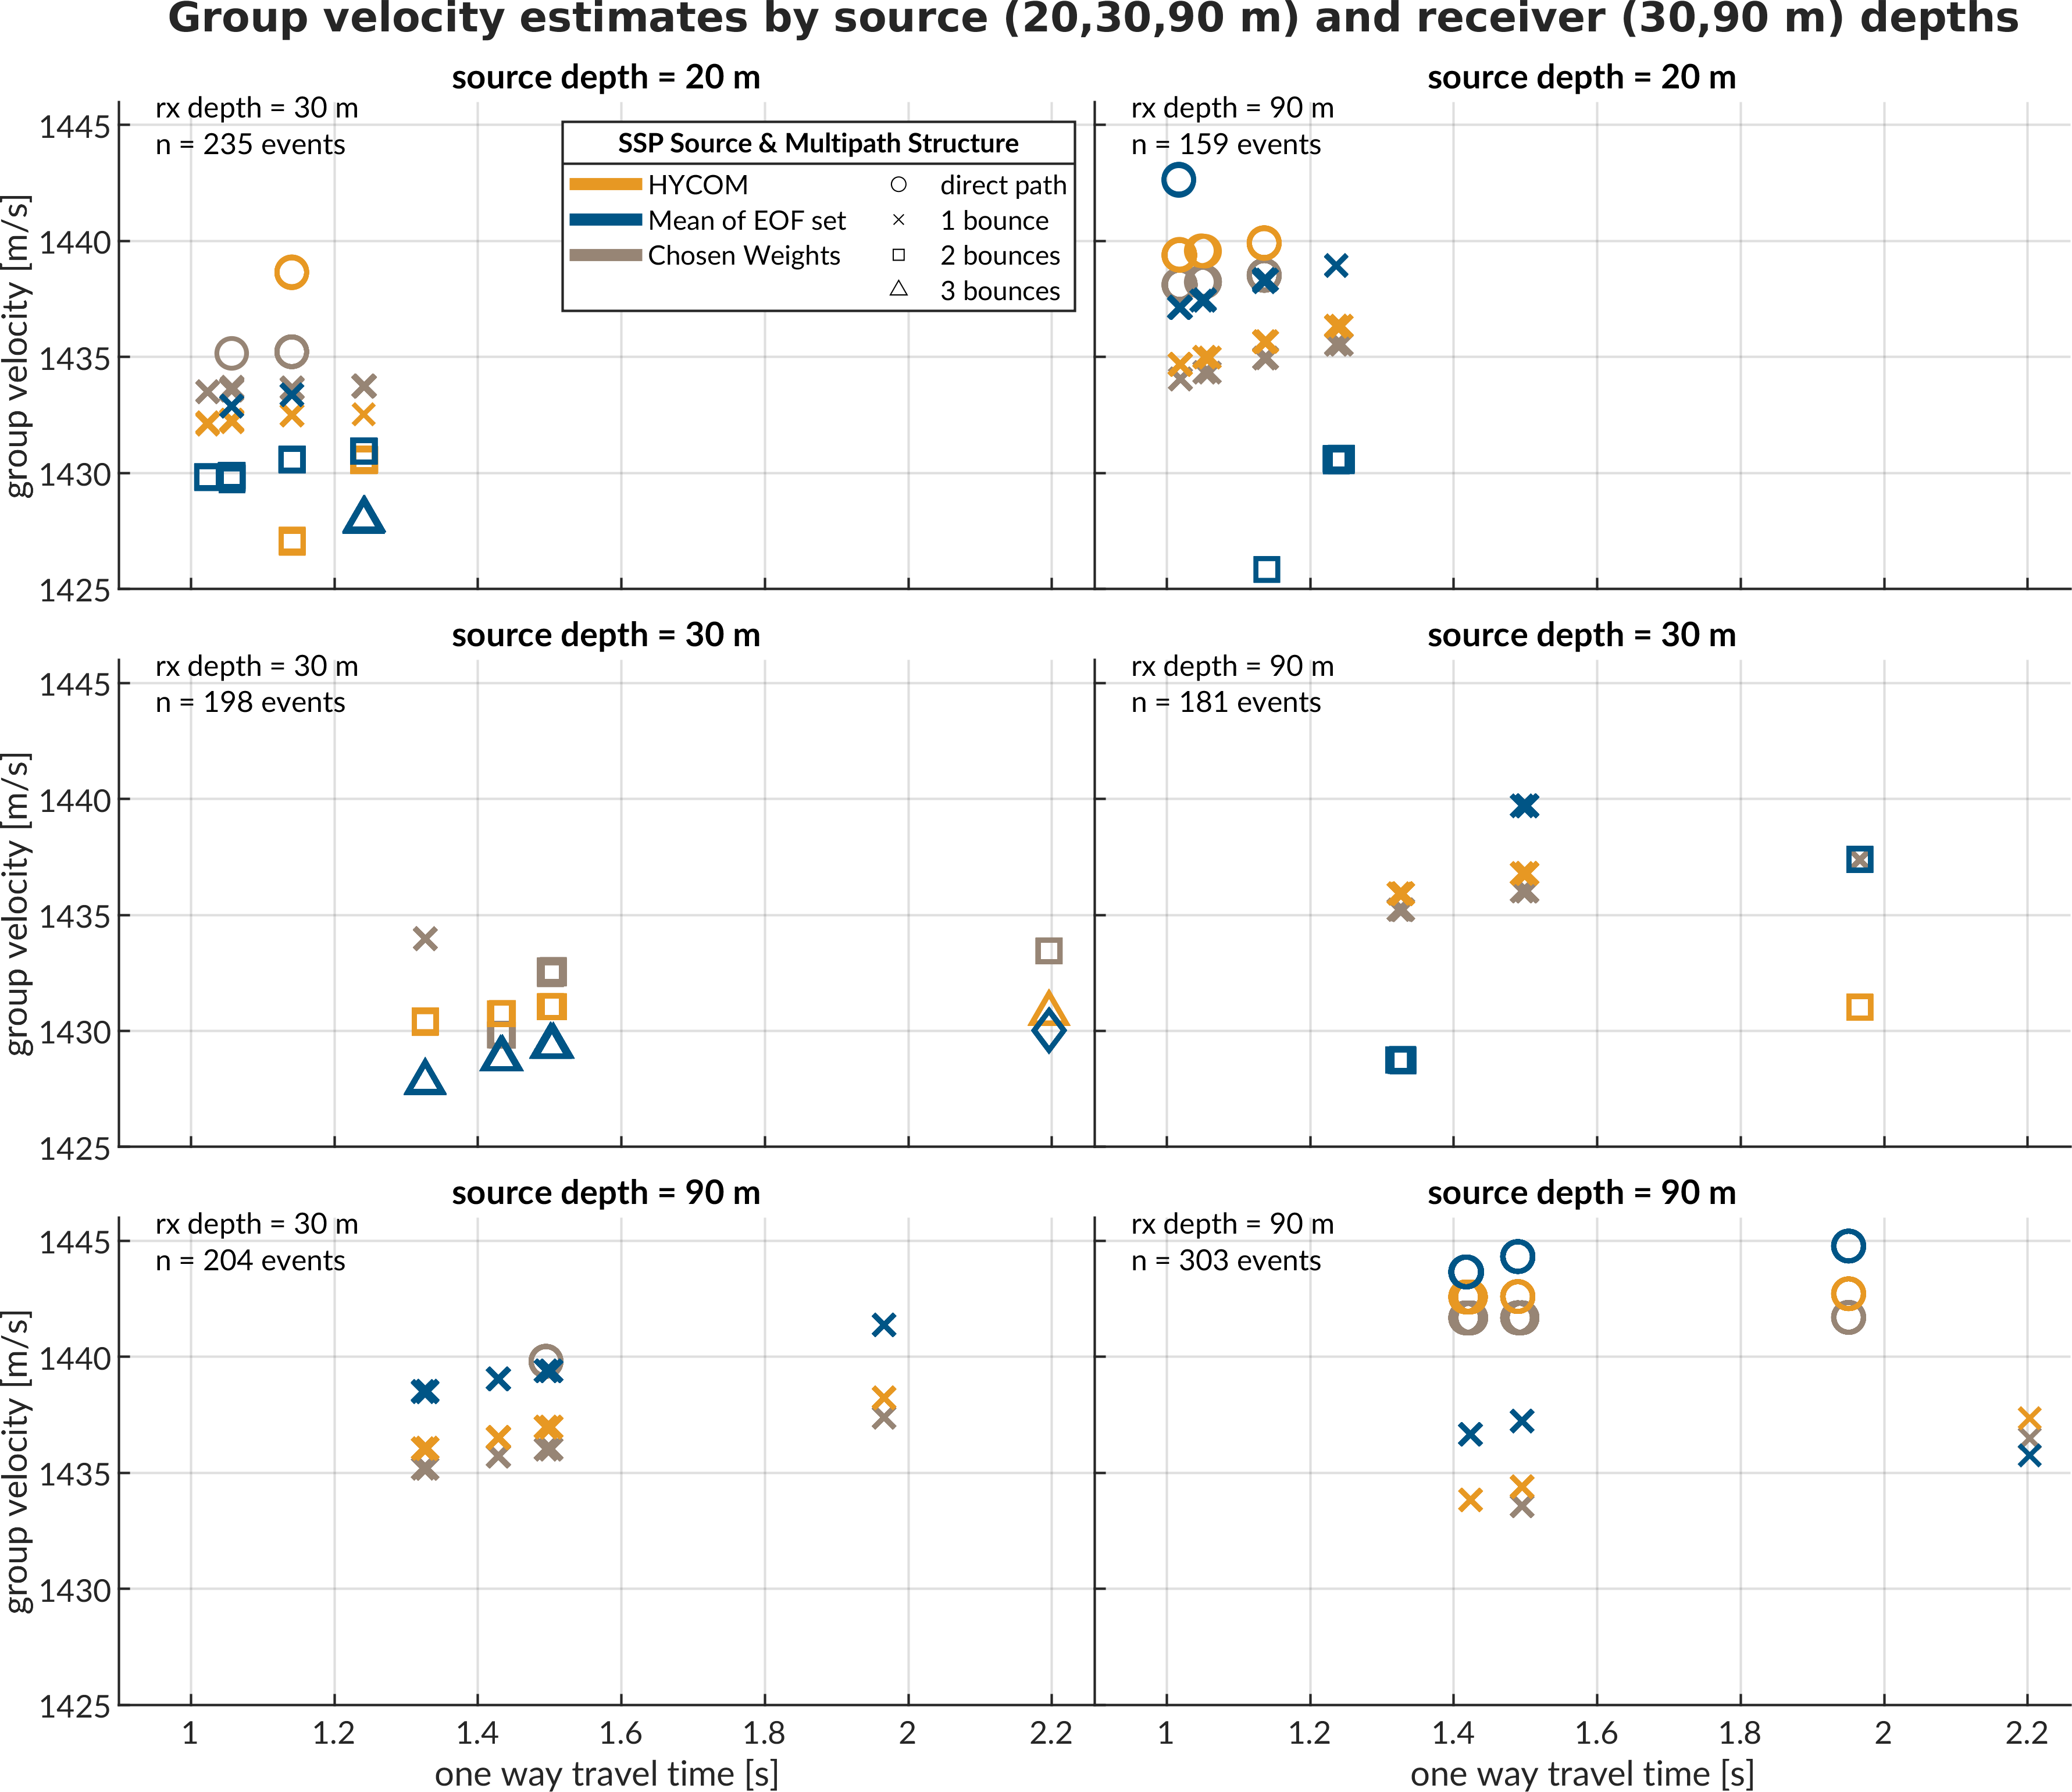 Group velocity estimates by source (20,30,90 m) and receiver (30,90 m) depths
source depth = 20 m
rx depth = 30 m
n = 235 events
SSP Source & Multipath Structure
HYCOM
direct path
Mean of EOF set
1 bounce
Chosen Weights
2 bounces
3 bounces
group velocity [m/s]
1445
1440
1435
1430
1425
source depth = 20 m
rx depth = 90 m
n = 159 events
source depth = 30 m
rx depth = 30 m
n = 198 events
group velocity [m/s]
1445
1440
1435
1430
1425
source depth = 30 m
rx depth = 90 m
n = 181 events
source depth = 90 m
rx depth = 30 m
n = 204 events
group velocity [m/s]
1445
1440
1435
1430
1425
1 1.2 1.4 1.6 1.8 2 2.2
one way travel time [s]
source depth = 90 m
rx depth = 90 m
n = 303 events
1 1.2 1.4 1.6 1.8 2 2.2
one way travel time [s]